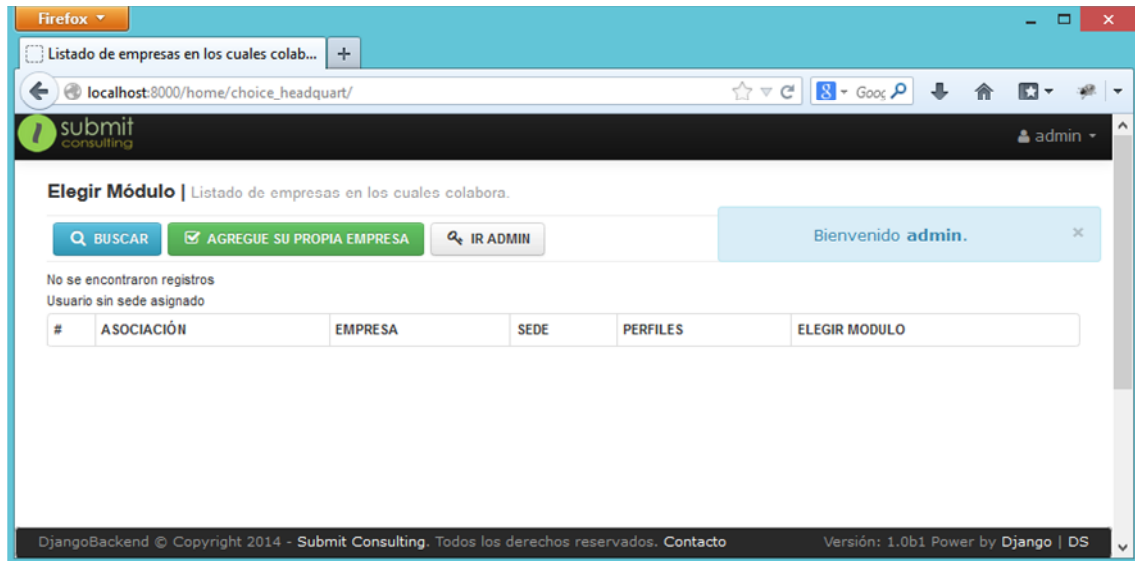 Firefox
Listado de empresas en los cuales colab...
localhost:8000/home/choice_headquart/
8 Goo
submit
consulting
admin
Elegir Módulo | Listado de empresas en los cuales colabora.
BUSCAR AGREGUE SU PROPIA EMPRESA IR ADMIN
Bienvenido admin.
No se encontraron registros
Usuario sin sede asignado
# ASOCIACIÓN EMPRESA SEDE PERFILES ELEGIR MODULO
DjangoBackend © Copyright 2014 - Submit Consulting. Todos los derechos reservados. Contacto Versión: 1.0b1 Power by Django | DS